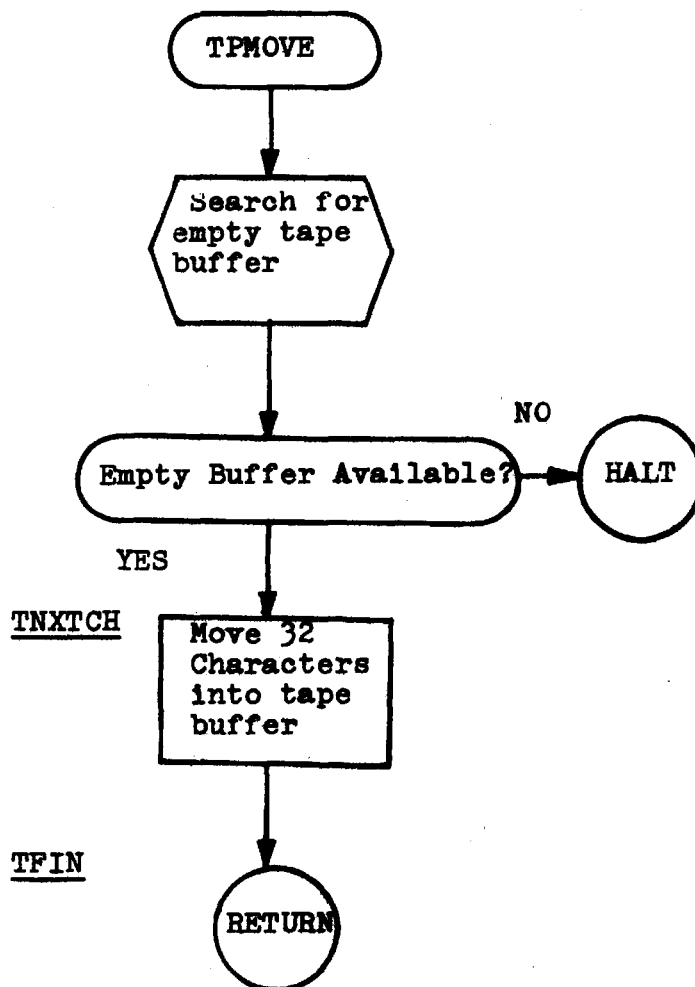 TPMOVE
Search for
empty tape
buffer
NO
Empty Buffer Available?
HALT
YES
TNXTCH
Move 32
Characters
into tape
buffer
TFIN
RETURN